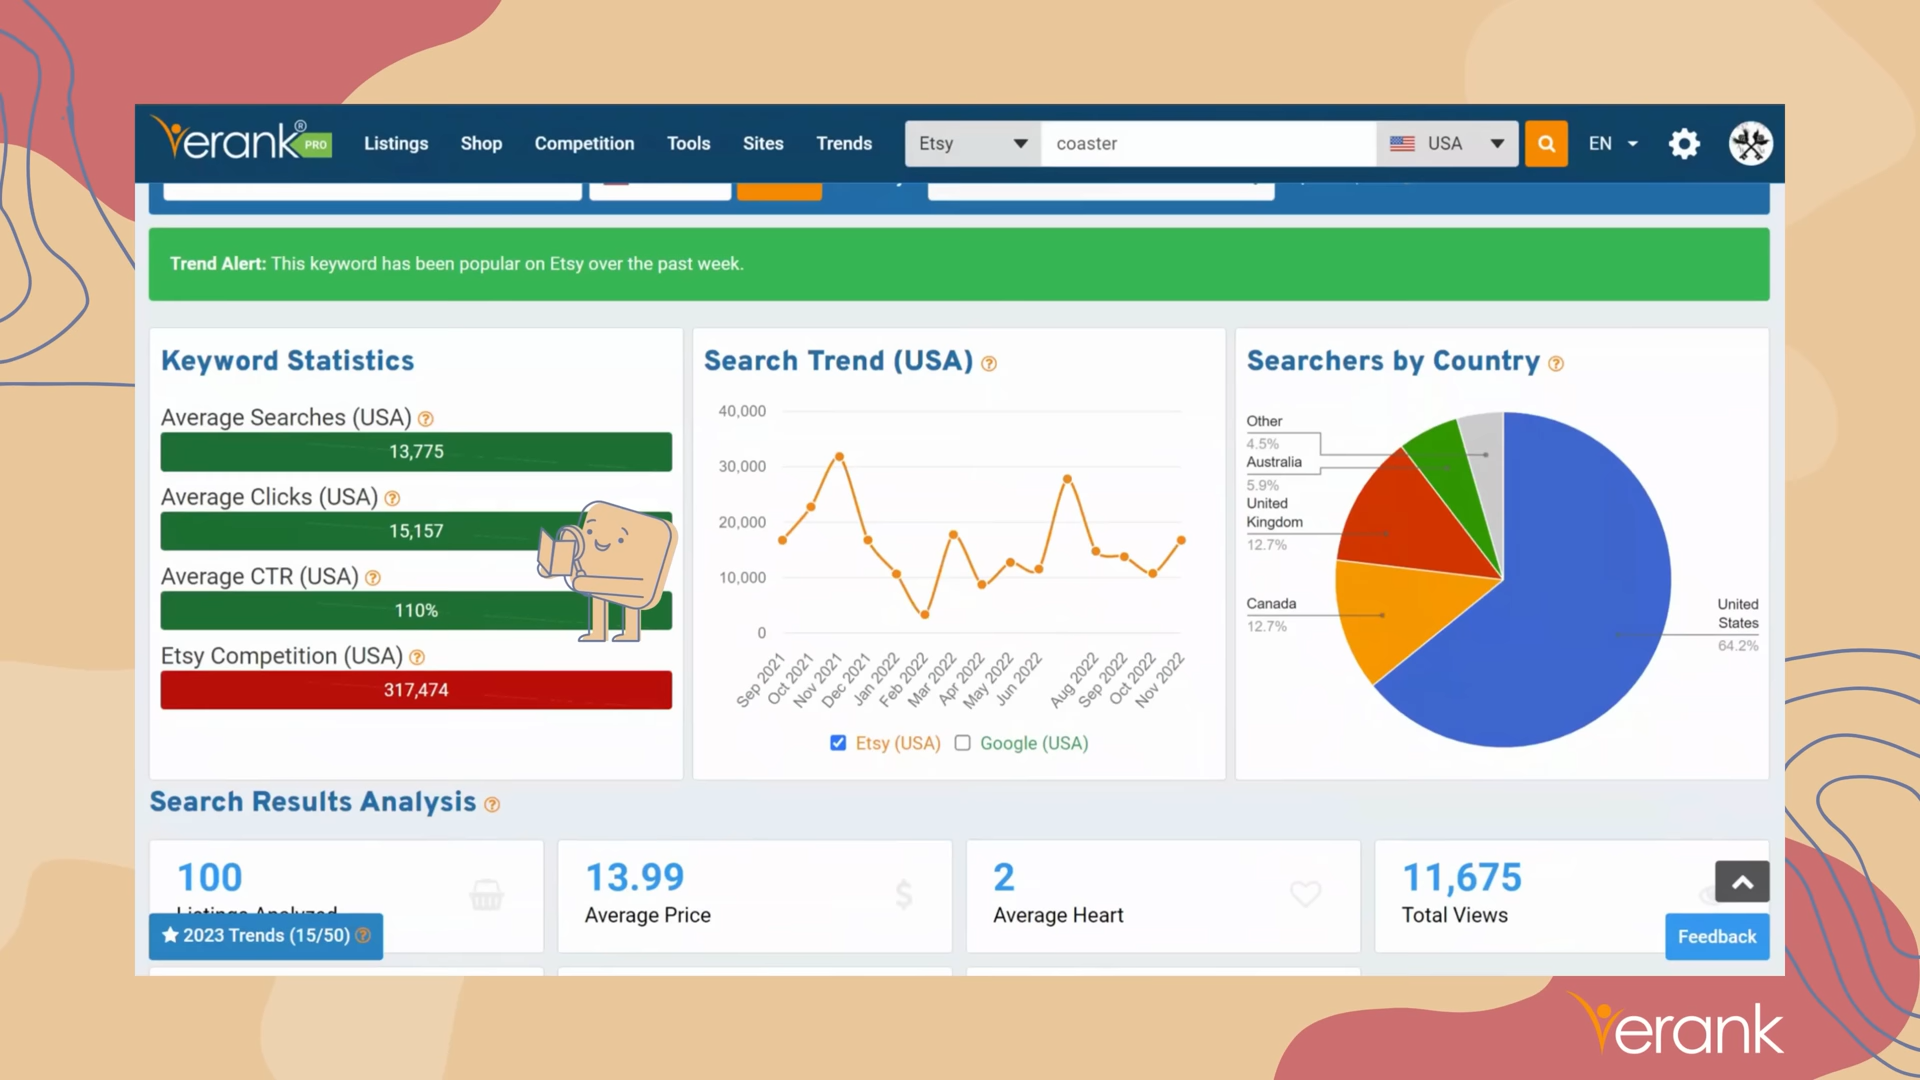 erank®
PRO
Listings
Shop
Competition
Tools
Sites
Trends
Etsy
coaster
USA
EN
Trend Alert: This keyword has been popular on Etsy over the past week.
Keyword Statistics
Average Searches (USA)
13,775
Average Clicks (USA)
15,157
Average CTR (USA)
110%
Etsy Competition (USA)
317,474
Search Trend (USA)
40,000
30,000
20,000
10,000
0
Sep 2021
Oct 2021
Nov 2021
Dec 2021
Jan 2022
Feb 2022
Mar 2022
Apr 2022
May 2022
Jun 2022
Aug 2022
Sep 2022
Oct 2022
Nov 2022
Etsy (USA)
Google (USA)
Searchers by Country
Other
4.5%
Australia
5.9%
United
Kingdom
12.7%
Canada
12.7%
United
States
64.2%
Search Results Analysis
100
Listings Analyzed
13.99
Average Price
2
Average Heart
11,675
Total Views
2023 Trends (15/50)
Feedback
erank